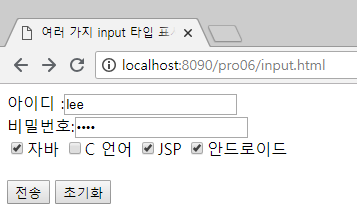 여러 가지 input 타입 표시
localhost:8090/pro06/input.html
아이디 :lee
비밀번호:••••
자바 C 언어 JSP 안드로이드
전송 초기화